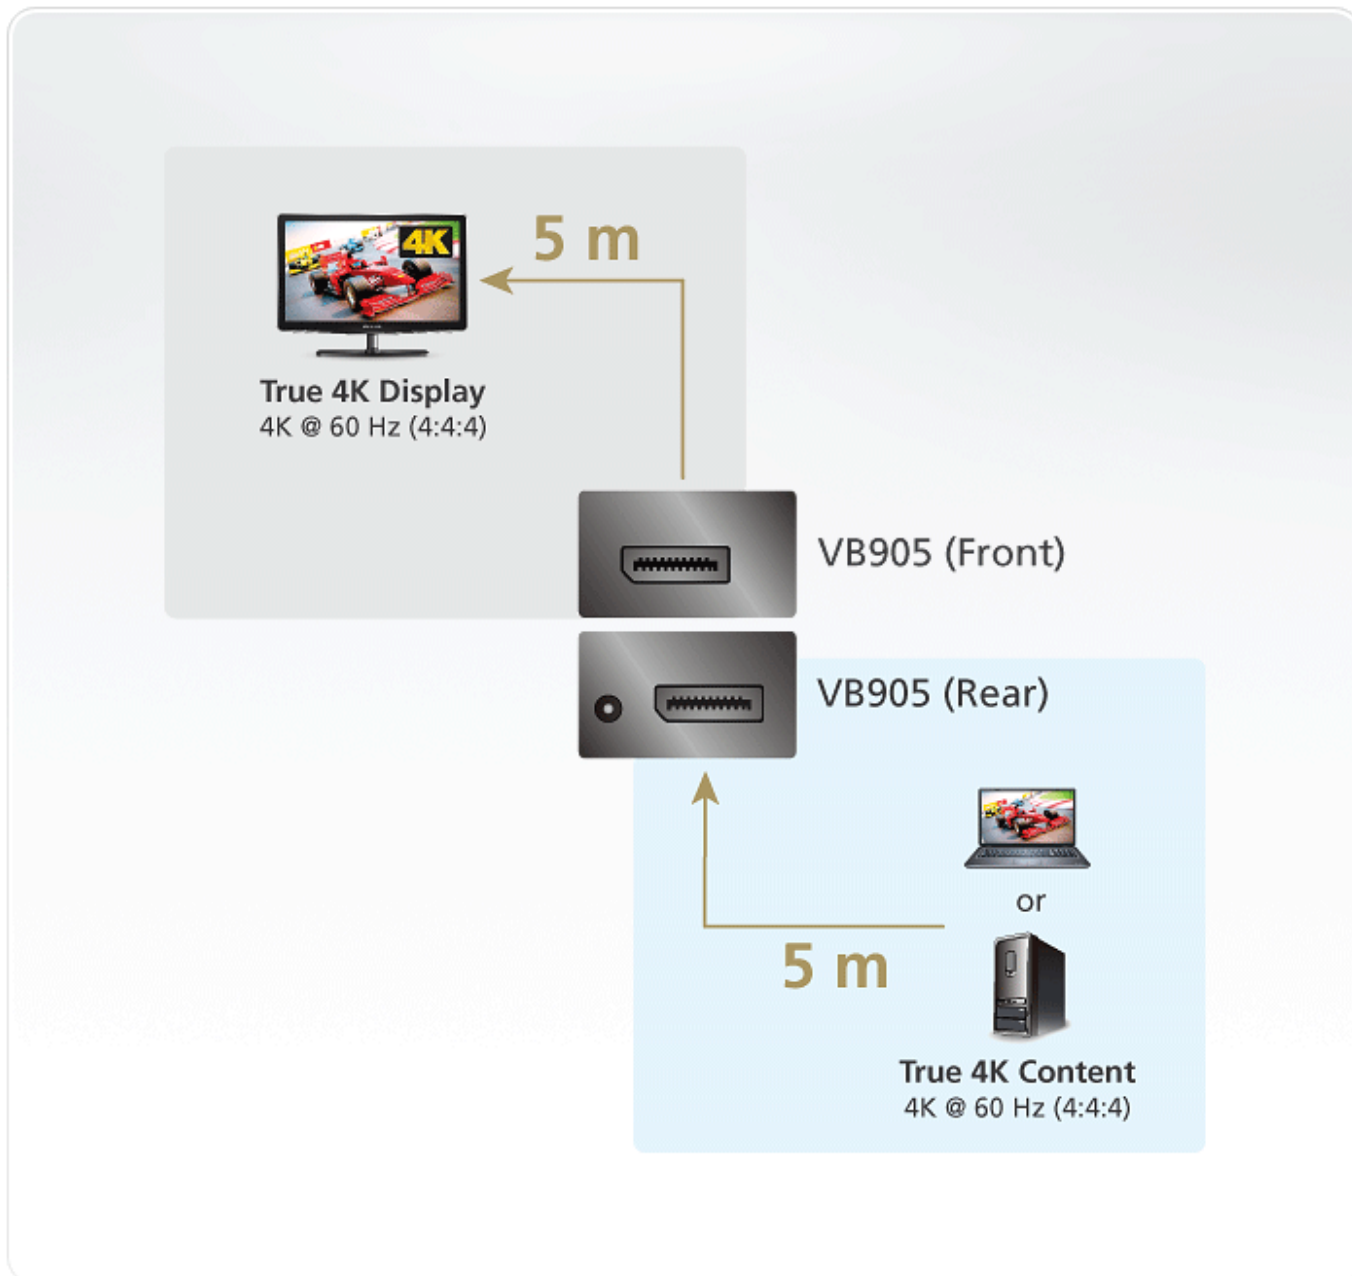 5 m
4K
True 4K Display
4K @ 60 Hz (4:4:4)
VB905 (Front)
VB905 (Rear)
or
5 m
True 4K Content
4K @ 60 Hz (4:4:4)